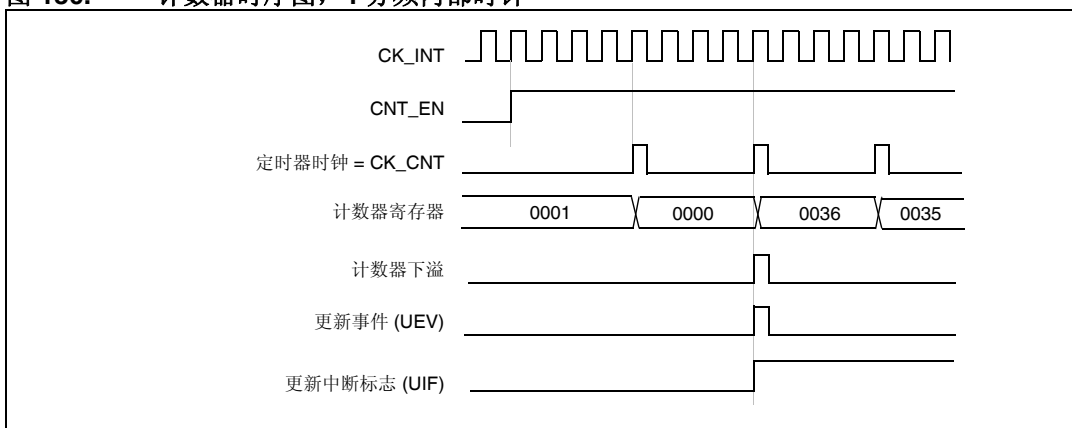 CK_INT
CNT_EN
定时器时钟 = CK_CNT
计数器寄存器 0001 0000 0036 0035
计数器下溢
更新事件 (UEV)
更新中断标志 (UIF)